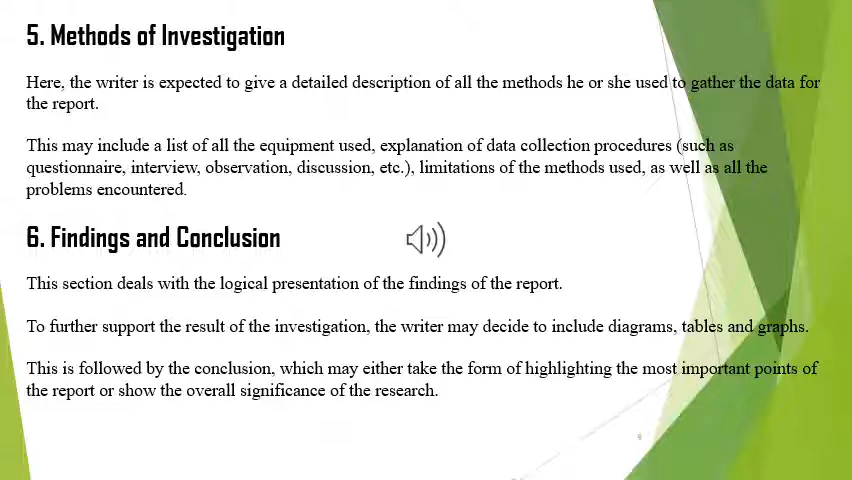 5. Methods of Investigation
Here, the writer is expected to give a detailed description of all the methods he or she used to gather the data for
the report.
This may include a list of all the equipment used, explanation of data collection procedures (such as
questionnaire, interview, observation, discussion, etc.), limitations of the methods used, as well as all the
problems encountered.
6. Findings and Conclusion
This section deals with the logical presentation of the findings of the report.
To further support the result of the investigation, the writer may decide to include diagrams, tables and graphs.
This is followed by the conclusion, which may either take the form of highlighting the most important points of
the report or show the overall significance of the research.